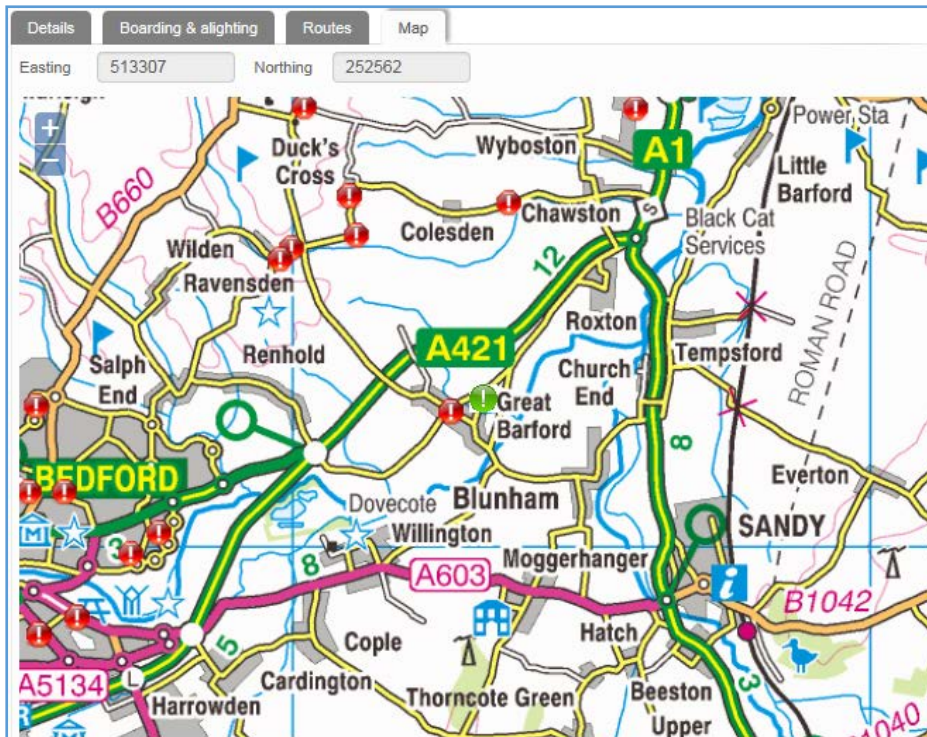 Details
Boarding & alighting
Routes
Map
Easting
513307
Northing
252562
+
−
Duck's
Cross
Wyboston
A1
Power Sta
Little
Barford
B660
Colesden
Chawston
S
Black Cat
Services
Wilden
Ravensden
12
ROMAN ROAD
Renhold
A421
Roxton
Tempsford
Salph
End
Church
End
Great
Barford
8
BEDFORD
Everton
Dovecote
Blunham
Willington
SANDY
M
3
8
Moggerhanger
A603
i
B1042
Hatch
5
Cople
Cardington
A5134
L
Harrowden
Thorncote Green
Beeston
3
Upper
R
1040